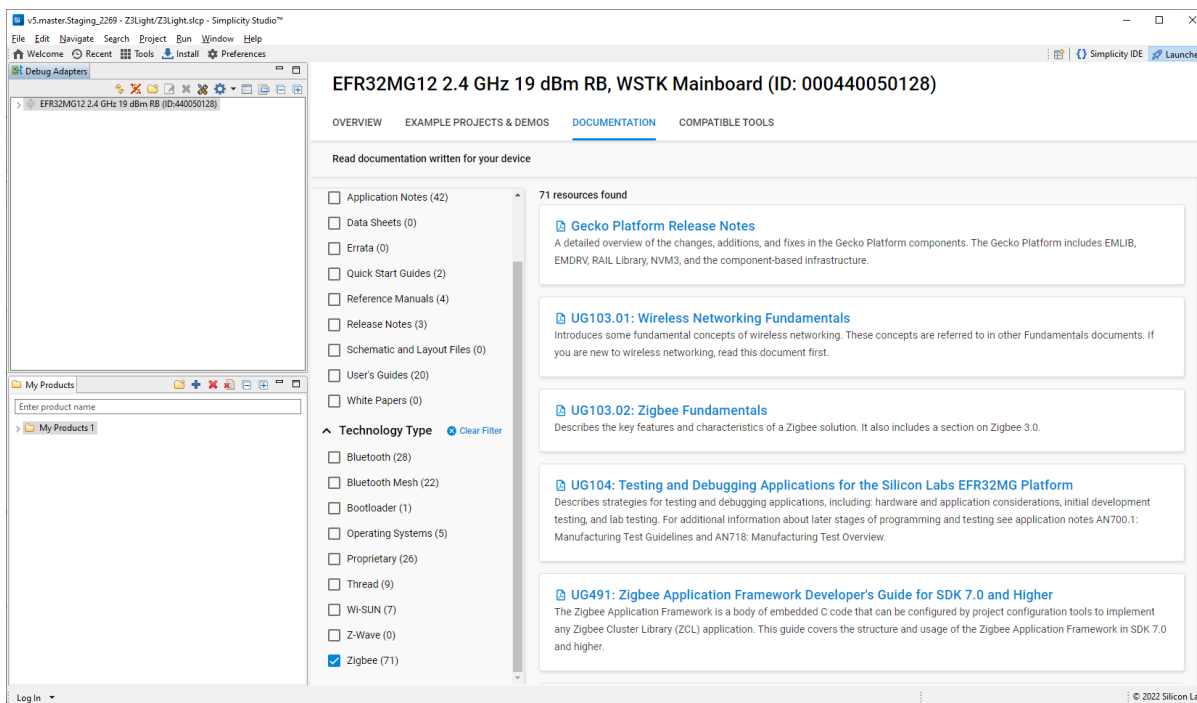 v5.master.Staging_2269 - Z3Light/Z3Light.slcp - Simplicity Studio™
File Edit Navigate Search Project Run Window Help
Welcome Recent Tools Install Preferences
Simplicity IDE Launche
Debug Adapters
EFR32MG12 2.4 GHz 19 dBm RB (ID:440050128)
My Products
Enter product name
My Products 1
EFR32MG12 2.4 GHz 19 dBm RB, WSTK Mainboard (ID: 000440050128)
OVERVIEW EXAMPLE PROJECTS & DEMOS DOCUMENTATION COMPATIBLE TOOLS
Read documentation written for your device
Application Notes (42)
Data Sheets (0)
Errata (0)
Quick Start Guides (2)
Reference Manuals (4)
Release Notes (3)
Schematic and Layout Files (0)
User's Guides (20)
White Papers (0)
Technology Type Clear Filter
Bluetooth (28)
Bluetooth Mesh (22)
Bootloader (1)
Operating Systems (5)
Proprietary (26)
Thread (9)
Wi-SUN (7)
Z-Wave (0)
Zigbee (71)
71 resources found
Gecko Platform Release Notes
A detailed overview of the changes, additions, and fixes in the Gecko Platform components. The Gecko Platform includes EMLIB,
EMDRV, RAIL Library, NVM3, and the component-based infrastructure.
UG103.01: Wireless Networking Fundamentals
Introduces some fundamental concepts of wireless networking. These concepts are referred to in other Fundamentals documents. If
you are new to wireless networking, read this document first.
UG103.02: Zigbee Fundamentals
Describes the key features and characteristics of a Zigbee solution. It also includes a section on Zigbee 3.0.
UG104: Testing and Debugging Applications for the Silicon Labs EFR32MG Platform
Describes strategies for testing and debugging applications, including: hardware and application considerations, initial development
testing, and lab testing. For additional information about later stages of programming and testing see application notes AN700.1:
Manufacturing Test Guidelines and AN718: Manufacturing Test Overview.
UG491: Zigbee Application Framework Developer's Guide for SDK 7.0 and Higher
The Zigbee Application Framework is a body of embedded C code that can be configured by project configuration tools to implement
any Zigbee Cluster Library (ZCL) application. This guide covers the structure and usage of the Zigbee Application Framework in SDK 7.0
and higher.
Log In
© 2022 Silicon La